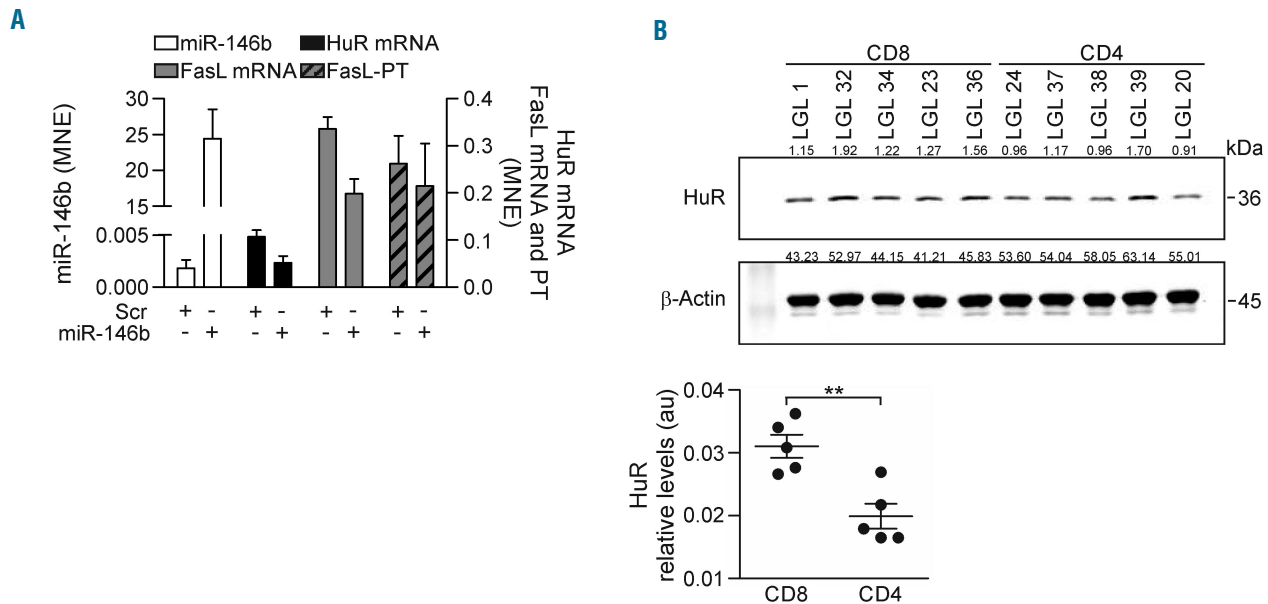 A
miR-146b HuR mRNA
FasL mRNA FasL-PT
miR-146b (MNE)
30
25
20
15
0.005
0.000
0.4
0.3
0.2
0.1
0.0
HuR mRNA
FasL mRNA and PT
(MNE)
Scr + - + - + - + -
miR-146b - + - + - + - +
B
CD8 CD4
LGL 1 LGL 32 LGL 34 LGL 23 LGL 36 LGL 24 LGL 37 LGL 38 LGL 39 LGL 20
1.15 1.92 1.22 1.27 1.56 0.96 1.17 0.96 1.70 0.91 kDa
HuR -36
43.23 52.97 44.15 41.21 45.83 53.60 54.04 58.05 63.14 55.01
β-Actin -45
HuR
relative levels (au)
0.04
0.03
0.02
0.01
**
CD8 CD4